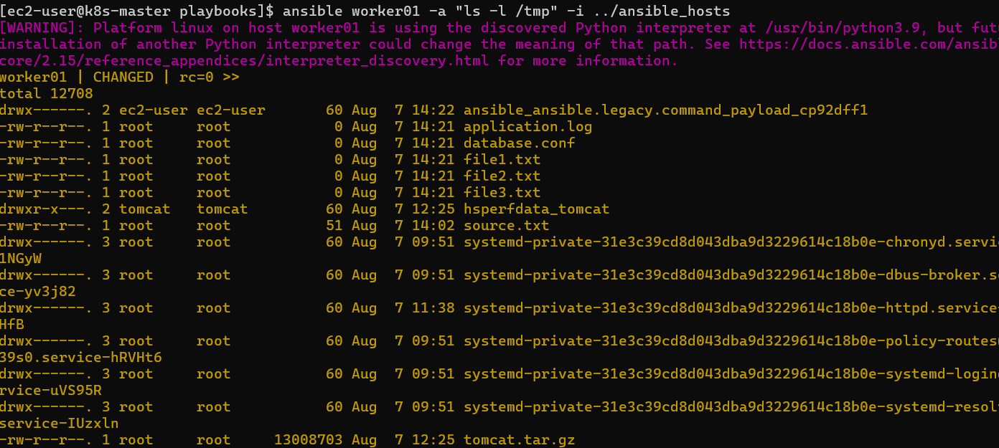 [ec2-user@k8s-master playbooks]$ ansible worker01 -a "ls -l /tmp" -i ../ansible_hosts
[WARNING]: Platform linux on host worker01 is using the discovered Python interpreter at /usr/bin/python3.9, but futu
installation of another Python interpreter could change the meaning of that path. See https://docs.ansible.com/ansibl
core/2.15/reference_appendices/interpreter_discovery.html for more information.
worker01 | CHANGED | rc=0 >>
total 12708
drwx------. 2 ec2-user ec2-user       60 Aug  7 14:22 ansible_ansible.legacy.command_payload_cp92dff1
-rw-r--r--. 1 root     root            0 Aug  7 14:21 application.log
-rw-r--r--. 1 root     root            0 Aug  7 14:21 database.conf
-rw-r--r--. 1 root     root            0 Aug  7 14:21 file1.txt
-rw-r--r--. 1 root     root            0 Aug  7 14:21 file2.txt
-rw-r--r--. 1 root     root            0 Aug  7 14:21 file3.txt
drwxr-x---. 2 tomcat   tomcat         60 Aug  7 12:25 hsperfdata_tomcat
-rw-r--r--. 1 root     root           51 Aug  7 14:02 source.txt
drwx------. 3 root     root           60 Aug  7 09:51 systemd-private-31e3c39cd8d043dba9d3229614c18b0e-chronyd.servi
1NGyW
drwx------. 3 root     root           60 Aug  7 09:51 systemd-private-31e3c39cd8d043dba9d3229614c18b0e-dbus-broker.se
ce-yv3j82
drwx------. 3 root     root           60 Aug  7 11:38 systemd-private-31e3c39cd8d043dba9d3229614c18b0e-httpd.service-
HfB
drwx------. 3 root     root           60 Aug  7 09:51 systemd-private-31e3c39cd8d043dba9d3229614c18b0e-policy-routes
39s0.service-hRVHt6
drwx------. 3 root     root           60 Aug  7 09:51 systemd-private-31e3c39cd8d043dba9d3229614c18b0e-systemd-login
rvice-uVS95R
drwx------. 3 root     root           60 Aug  7 09:51 systemd-private-31e3c39cd8d043dba9d3229614c18b0e-systemd-resol
service-IUzxln
-rw-r--r--. 1 root     root     13008703 Aug  7 12:25 tomcat.tar.gz